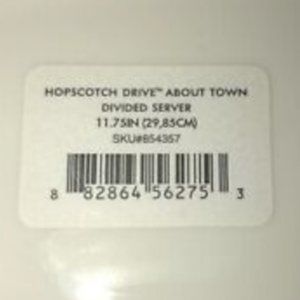 HOPSCOTCH DRIVE™ ABOUT TOWN
DIVIDED SERVER
11.75IN (29,85CM)
SKU#854357
8 82864 56275 3